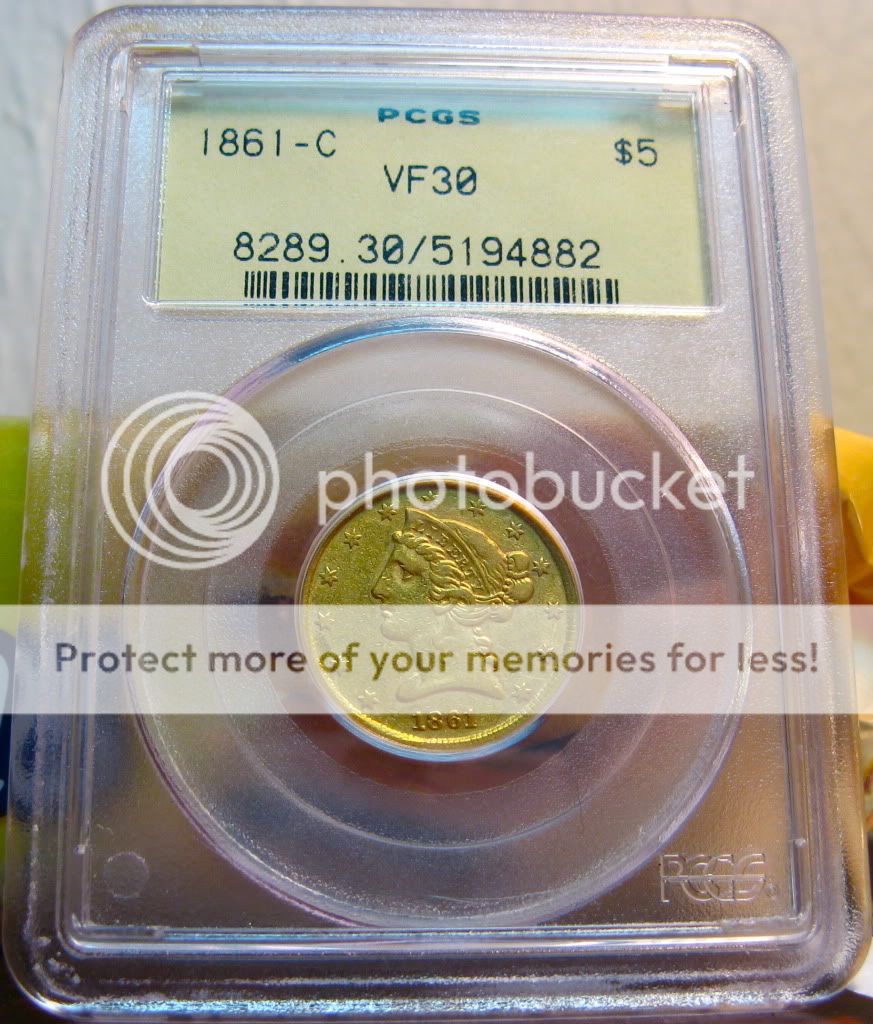 PCGS
1861-C $5
VF30
8289.30/5194882
photobucket
LIBERTY
Protect more of your memories for less!
1861
PCGS